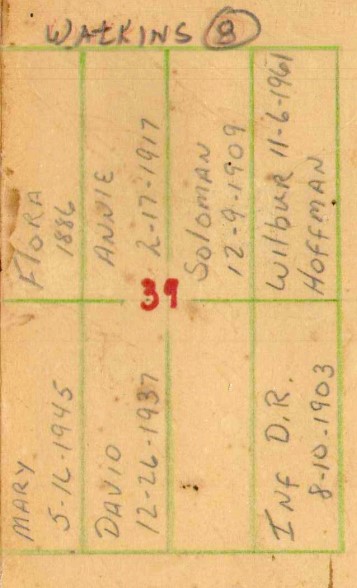 WATKINS 8
FLORA
1886
ANNIE
2-17-1917
Soloman
12-9-1909
Wilbur 11-6-1961
HOFFMAN
39
MARY
5-16-1945
DAVID
12-26-1937
INF D.R.
8-10-1903